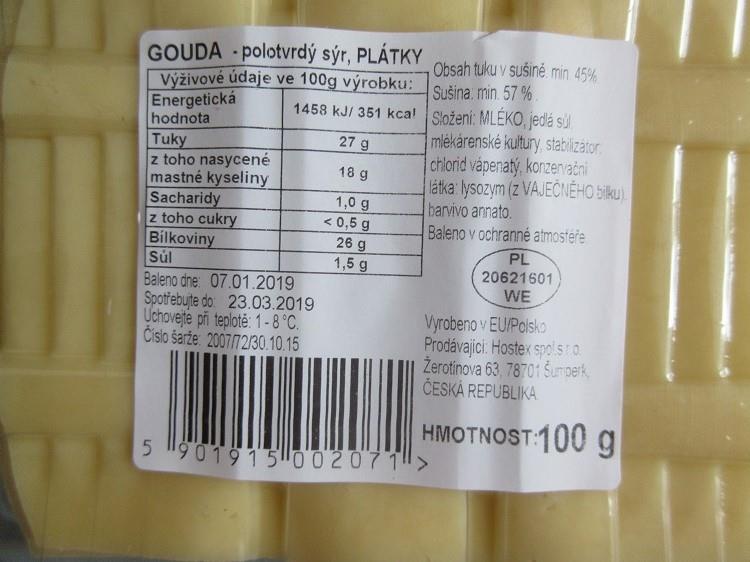 GOUDA - polotvrdý sýr, PLÁTKY
Výživové údaje ve 100g výrobku:
Energetická hodnota 1458 kJ/ 351 kcal
Tuky 27 g
z toho nasycené mastné kyseliny 18 g
Sacharidy 1,0 g
z toho cukry < 0,5 g
Bílkoviny 26 g
Sůl 1,5 g
Baleno dne: 07.01.2019
Spotřebujte do: 23.03.2019
Uchovejte při teplotě: 1 - 8 °C.
Číslo šarže: 2007/72/30.10.15
5 901915 002071 >
Obsah tuku v sušině. min. 45%
Sušina. min. 57 %.
Složení: MLÉKO, jedlá sůl,
mlékárenské kultury, stabilizátor:
chlorid vápenatý, konzervační
látka: lysozym (z VAJEČNÉHO bílku),
barvivo annato.
Baleno v ochranné atmosféře.
PL
20621601
WE
Vyrobeno v EU/Polsko
Prodávající: Hostex spol.s r.o.
Žerotínova 63, 78701 Šumperk,
ČESKÁ REPUBLIKA
HMOTNOST:100 g